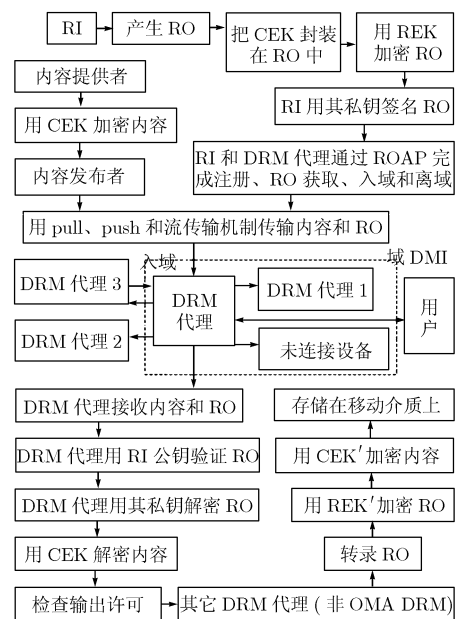 RI
产生 RO
把 CEK 封装
在 RO 中
用 REK
加密 RO
内容提供者
RI 用其私钥签名 RO
用 CEK 加密内容
RI 和 DRM 代理通过 ROAP 完
成注册、RO 获取、入域和离域
内容发布者
用 pull、push 和流传输机制传输内容和 RO
入域
域 DMI
DRM 代理 3
DRM
代理
DRM 代理 1
用
户
DRM 代理 2
未连接设备
DRM 代理接收内容和 RO
存储在移动介质上
DRM 代理用 RI 公钥验证 RO
用 CEK′加密内容
DRM 代理用其私钥解密 RO
用 REK′加密 RO
用 CEK 解密内容
转录 RO
检查输出许可
其它 DRM 代理 ( 非 OMA DRM)